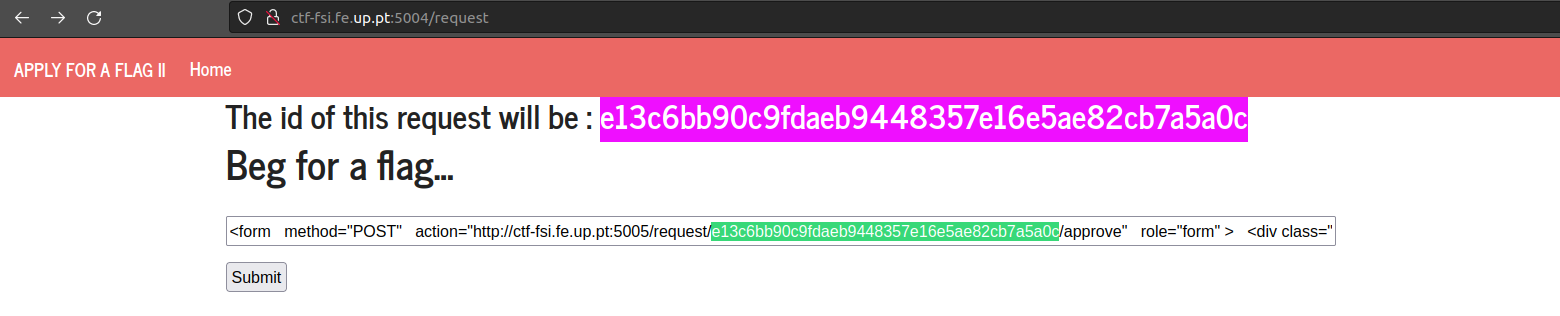 ctf-fsi.fe.up.pt:5004/request
APPLY FOR A FLAG II Home
The id of this request will be : e13c6bb90c9fdaeb9448357e16e5ae82cb7a5a0c
Beg for a flag...
<form method="POST" action="http://ctf-fsi.fe.up.pt:5005/request/e13c6bb90c9fdaeb9448357e16e5ae82cb7a5a0c/approve" role="form" > <div class="
Submit